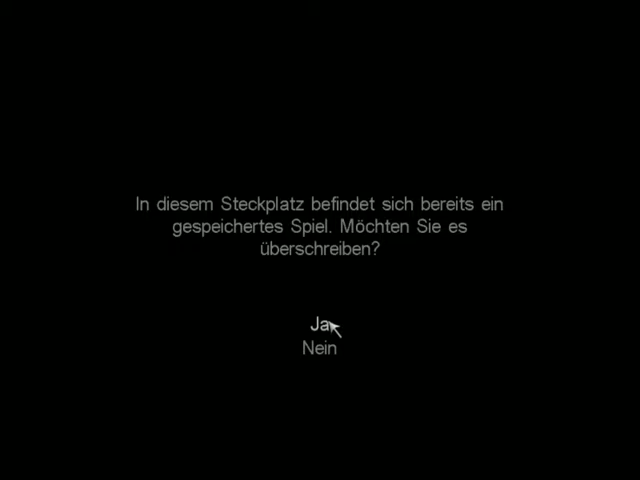 In diesem Steckplatz befindet sich bereits ein
gespeichertes Spiel. Möchten Sie es
überschreiben?
Ja
Nein